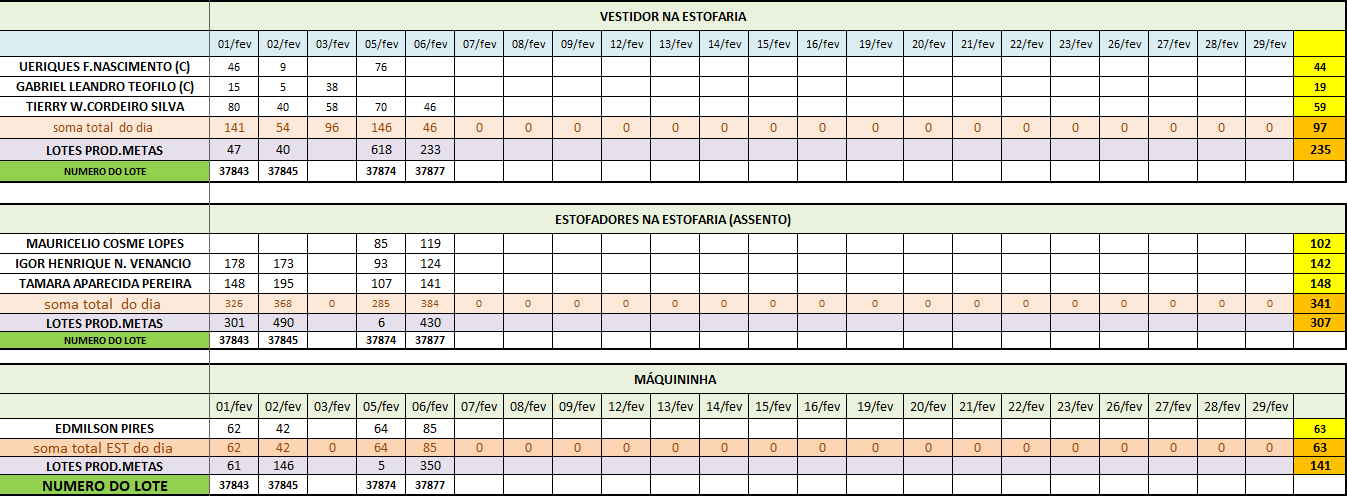 VESTIDOR NA ESTOFARIA
01/fev 02/fev 03/fev 05/fev 06/fev 07/fev 08/fev 09/fev 12/fev 13/fev 14/fev 15/fev 16/fev 19/fev 20/fev 21/fev 22/fev 23/fev 26/fev 27/fev 28/fev 29/fev
UERIQUES F.NASCIMENTO (C) 46 9 76 44
GABRIEL LEANDRO TEOFILO (C) 15 5 38 19
TIERRY W.CORDEIRO SILVA 80 40 58 70 46 59
soma total do dia 141 54 96 146 46 0 0 0 0 0 0 0 0 0 0 0 0 0 0 0 0 0 97
LOTES PROD.METAS 47 40 618 233 235
NUMERO DO LOTE 37843 37845 37874 37877
ESTOFADORES NA ESTOFARIA (ASSENTO)
MAURICELIO COSME LOPES 85 119 102
IGOR HENRIQUE N. VENANCIO 178 173 93 124 142
TAMARA APARECIDA PEREIRA 148 195 107 141 148
soma total do dia 326 368 0 285 384 0 0 0 0 0 0 0 0 0 0 0 0 0 0 0 0 0 341
LOTES PROD.METAS 301 490 6 430 307
NUMERO DO LOTE 37843 37845 37874 37877
MÁQUININHA
01/fev 02/fev 03/fev 05/fev 06/fev 07/fev 08/fev 09/fev 12/fev 13/fev 14/fev 15/fev 16/fev 19/fev 20/fev 21/fev 22/fev 23/fev 26/fev 27/fev 28/fev 29/fev
EDMILSON PIRES 62 42 64 85 63
soma total EST do dia 62 42 0 64 85 0 0 0 0 0 0 0 0 0 0 0 0 0 0 0 0 0 63
LOTES PROD.METAS 61 146 5 350 141
NUMERO DO LOTE 37843 37845 37874 37877